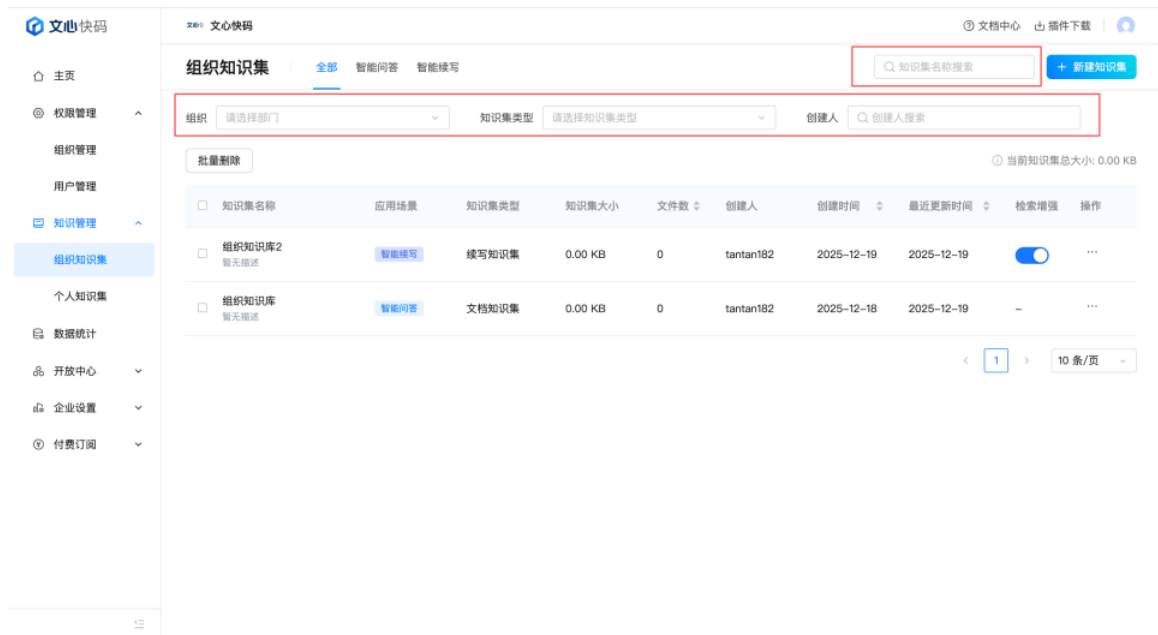 文心快码
文心快码
文档中心 插件下载
组织知识集 全部 智能问答 智能续写 知识集名称搜索 + 新建知识集
主页
权限管理
组织管理
用户管理
知识管理
组织知识集
个人知识集
数据统计
开放中心
企业设置
付费订阅
组织 请选择部门 知识集类型 请选择知识集类型 创建人 创建人搜索
批量删除 当前知识集总大小: 0.00 KB
知识集名称 应用场景 知识集类型 知识集大小 文件数 创建人 创建时间 最近更新时间 检索增强 操作
组织知识库2 智能续写 续写知识集 0.00 KB 0 tantan182 2025-12-19 2025-12-19 ...
暂无描述
组织知识库 智能问答 文档知识集 0.00 KB 0 tantan182 2025-12-18 2025-12-19 - ...
暂无描述
< 1 > 10 条/页